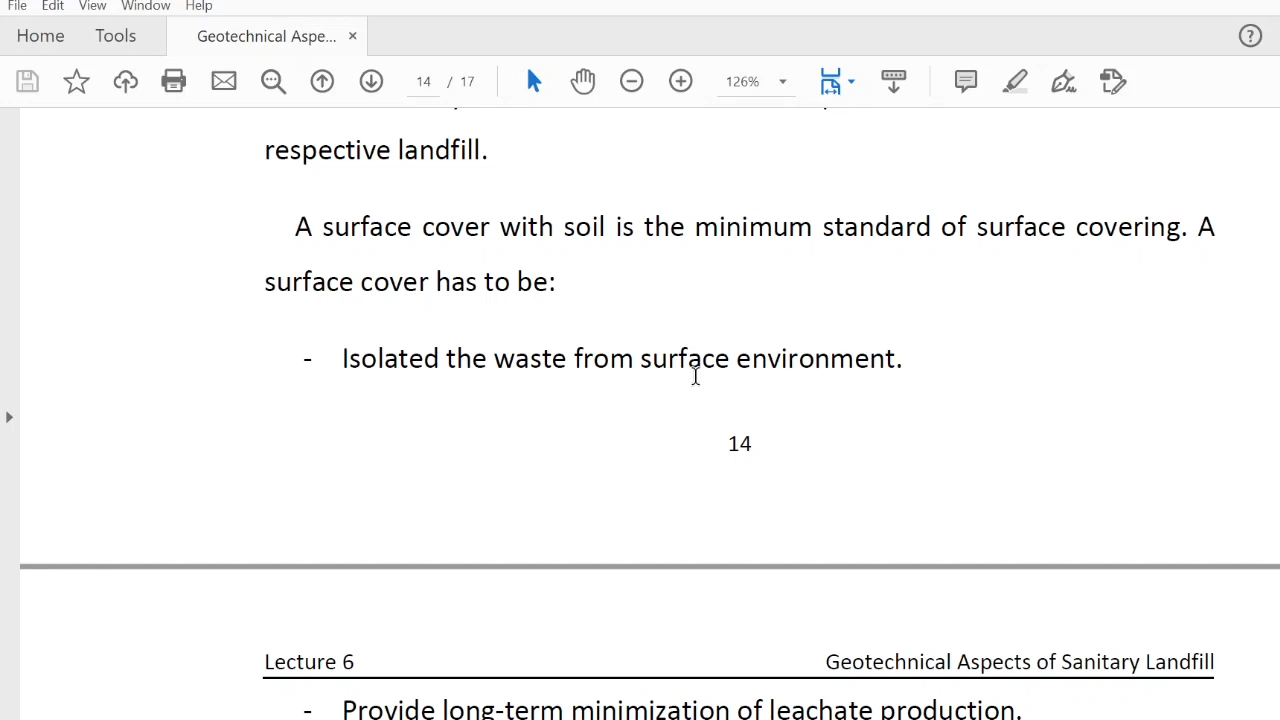 File Edit View Window Help
Home Tools Geotechnical Aspe... ×
14 / 17 126%
respective landfill.
A surface cover with soil is the minimum standard of surface covering. A
surface cover has to be:
- Isolated the waste from surface environment.
14
Lecture 6 Geotechnical Aspects of Sanitary Landfill
- Provide long-term minimization of leachate production.